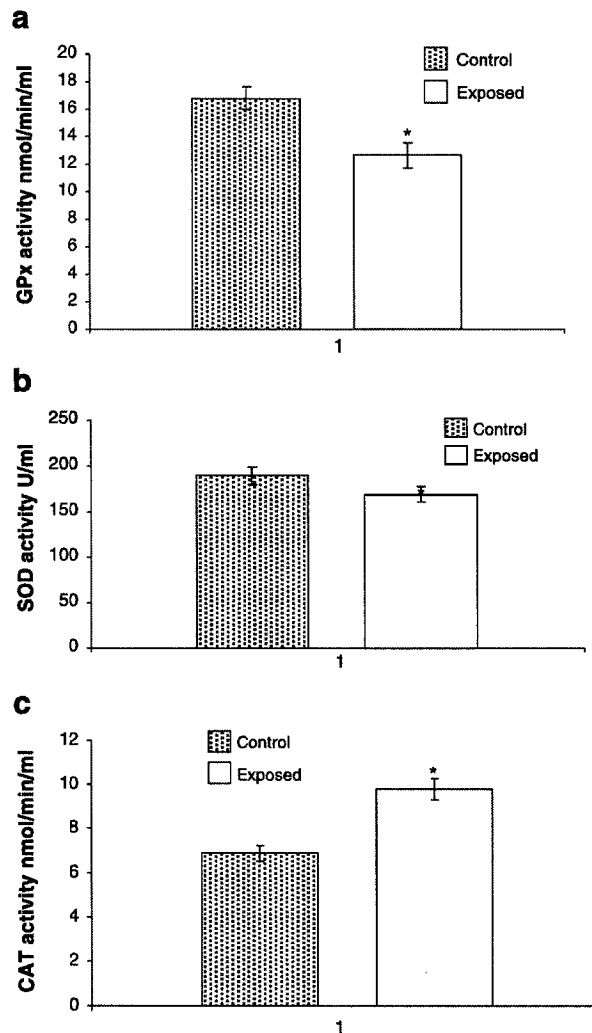 a
GPx activity nmol/min/ml
20
18
16
14
12
10
8
6
4
2
0
Control
Exposed
*
1
b
SOD activity U/ml
250
200
150
100
50
0
Control
Exposed
*
*
1
c
CAT activity nmol/min/ml
12
10
8
6
4
2
0
Control
Exposed
*
1